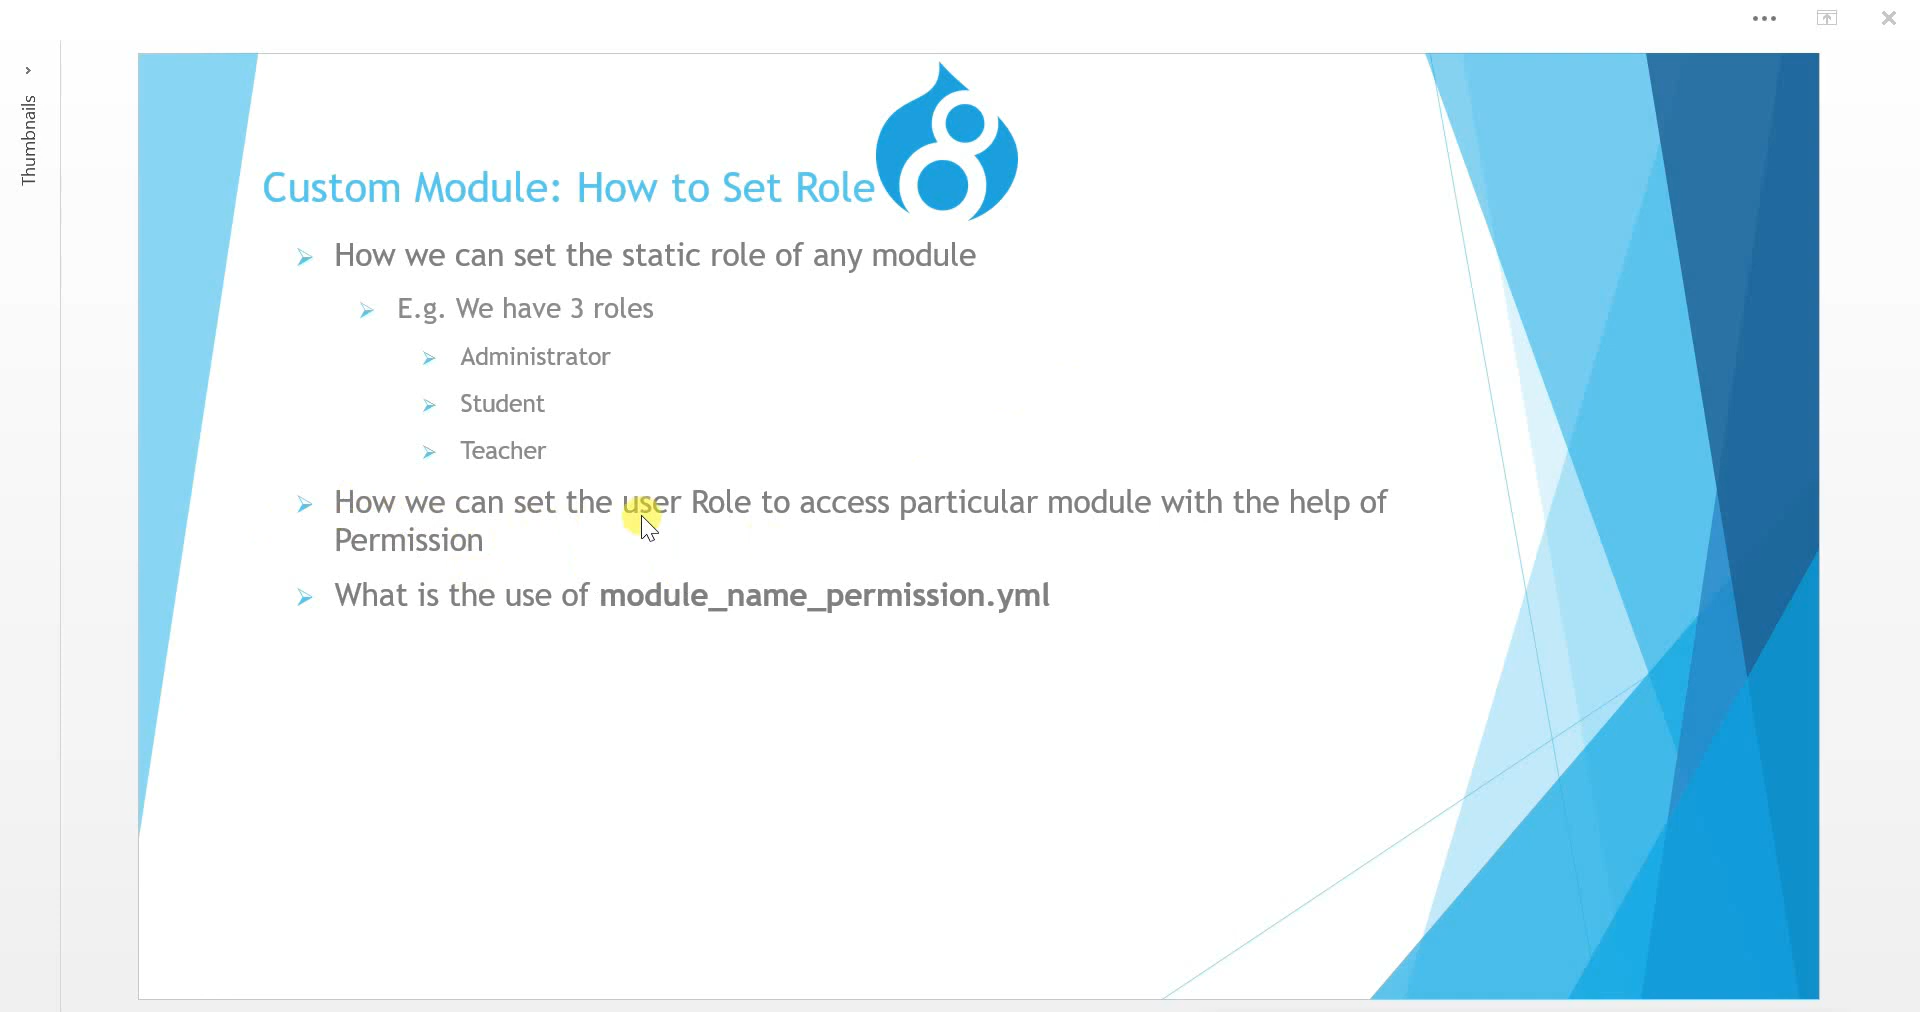 Thumbnails
Custom Module: How to Set Role
How we can set the static role of any module
E.g. We have 3 roles
Administrator
Student
Teacher
How we can set the user Role to access particular module with the help of
Permission
What is the use of module_name_permission.yml